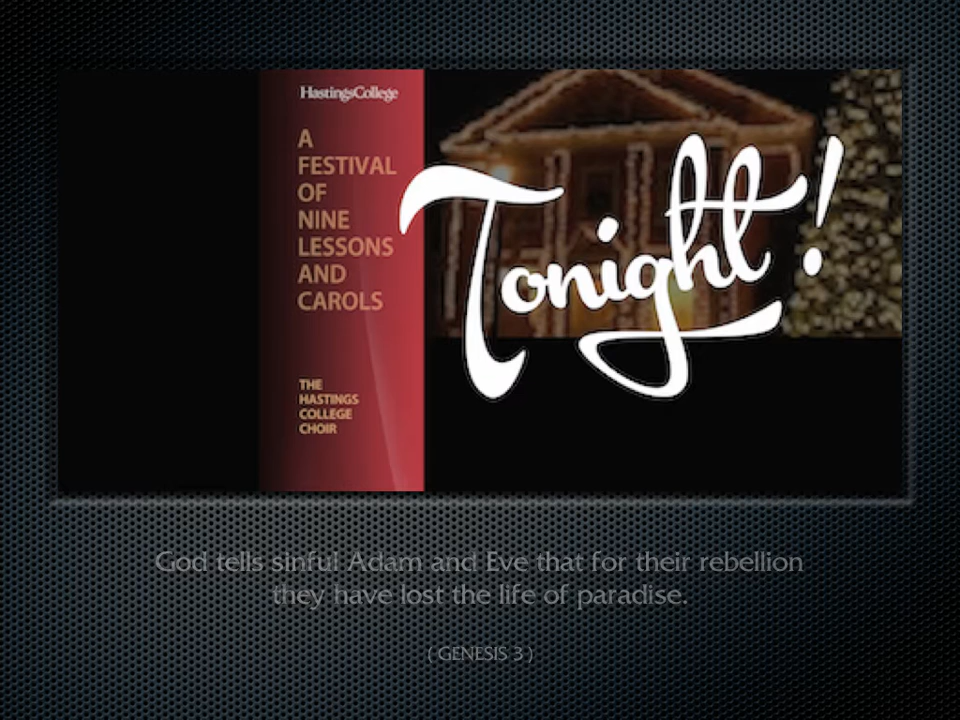 HastingsCollege
A
FESTIVAL
OF
NINE
LESSONS
AND
CAROLS
THE
HASTINGS
COLLEGE
CHOIR
Tonight!
God tells sinful Adam and Eve that for their rebellion
they have lost the life of paradise.
( GENESIS 3 )